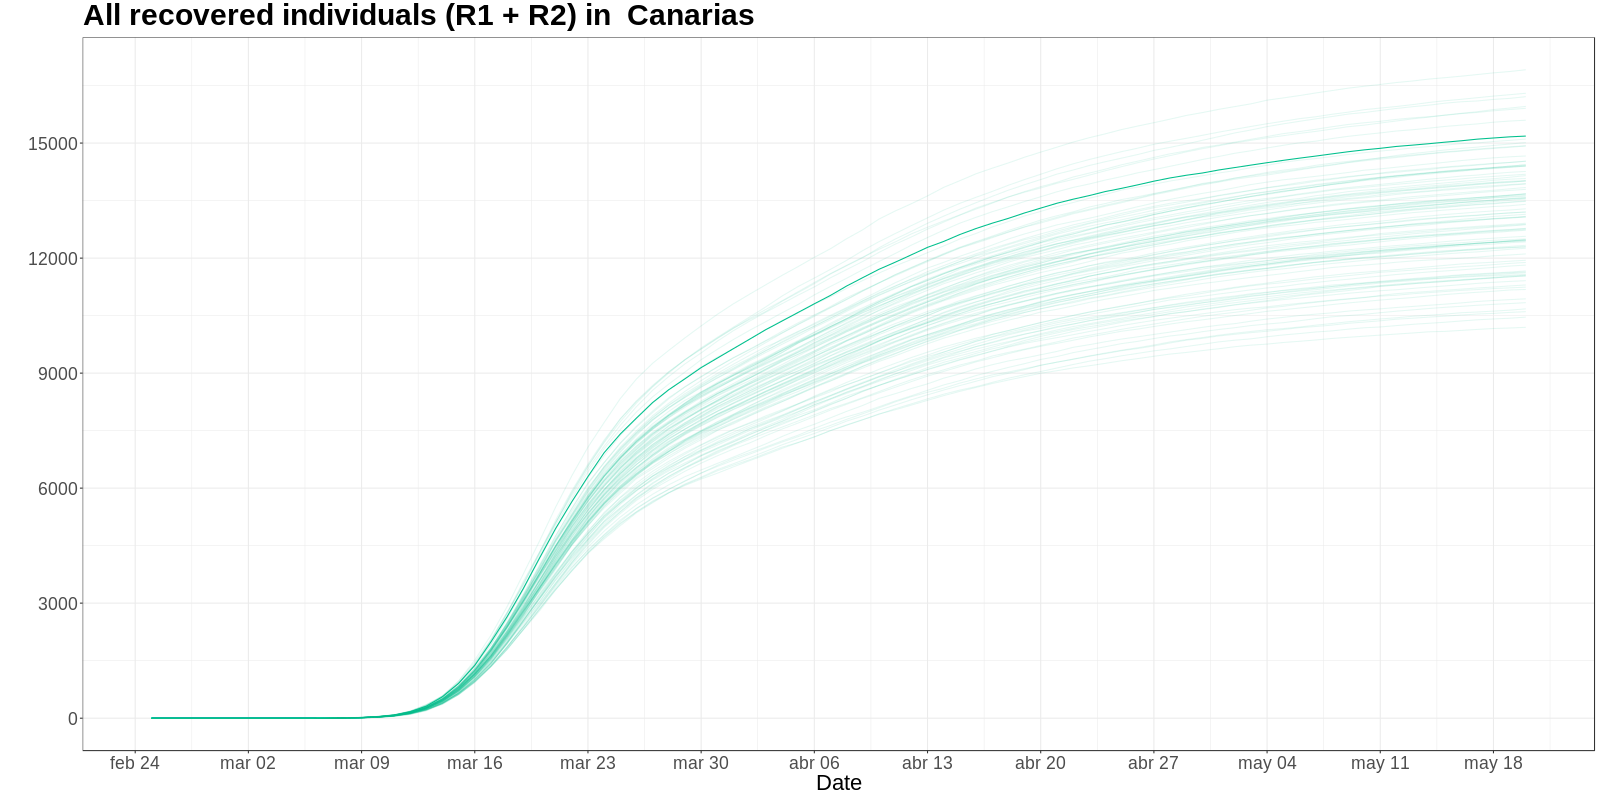 All recovered individuals (R1 + R2) in  Canarias
15000
12000
9000
6000
3000
0
feb 24 mar 02 mar 09 mar 16 mar 23 mar 30 abr 06 abr 13 abr 20 abr 27 may 04 may 11 may 18
Date